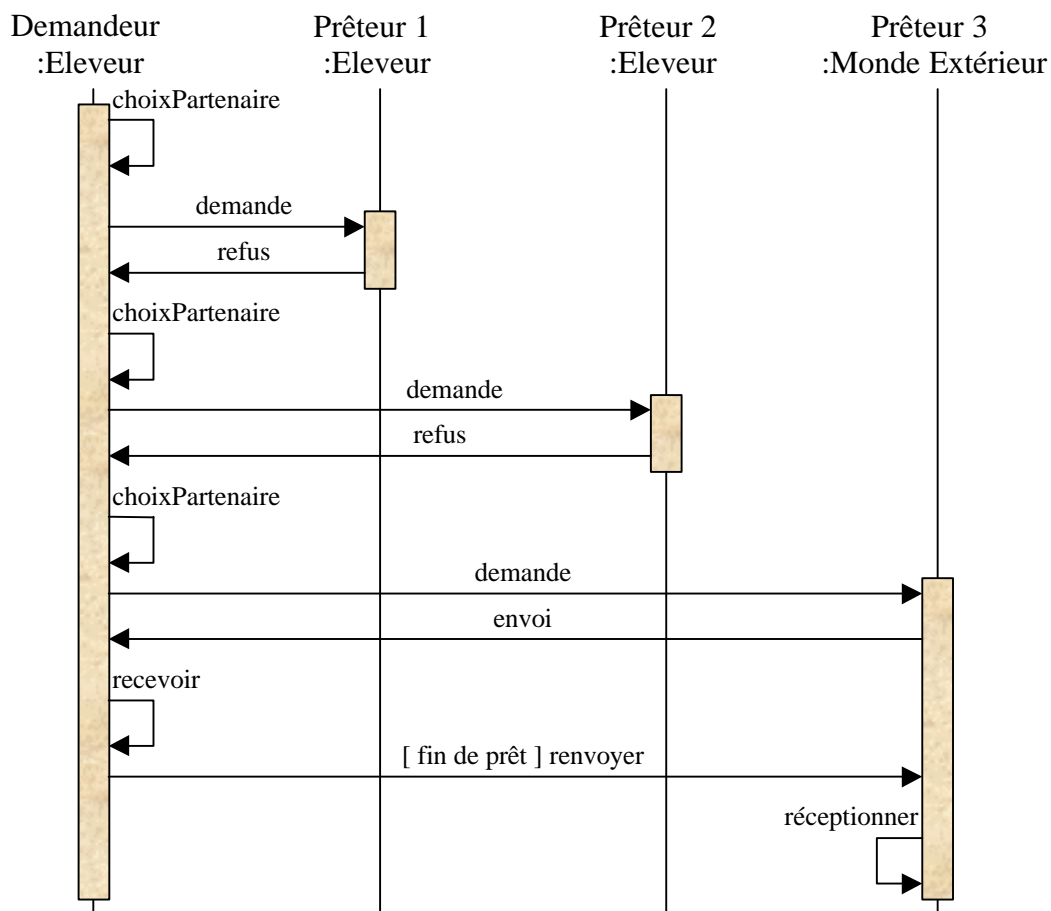 Demandeur
:Eleveur
Prêteur 1
:Eleveur
Prêteur 2
:Eleveur
Prêteur 3
:Monde Extérieur
choixPartenaire
demande
refus
choixPartenaire
demande
refus
choixPartenaire
demande
envoi
recevoir
[ fin de prêt ] renvoyer
réceptionner